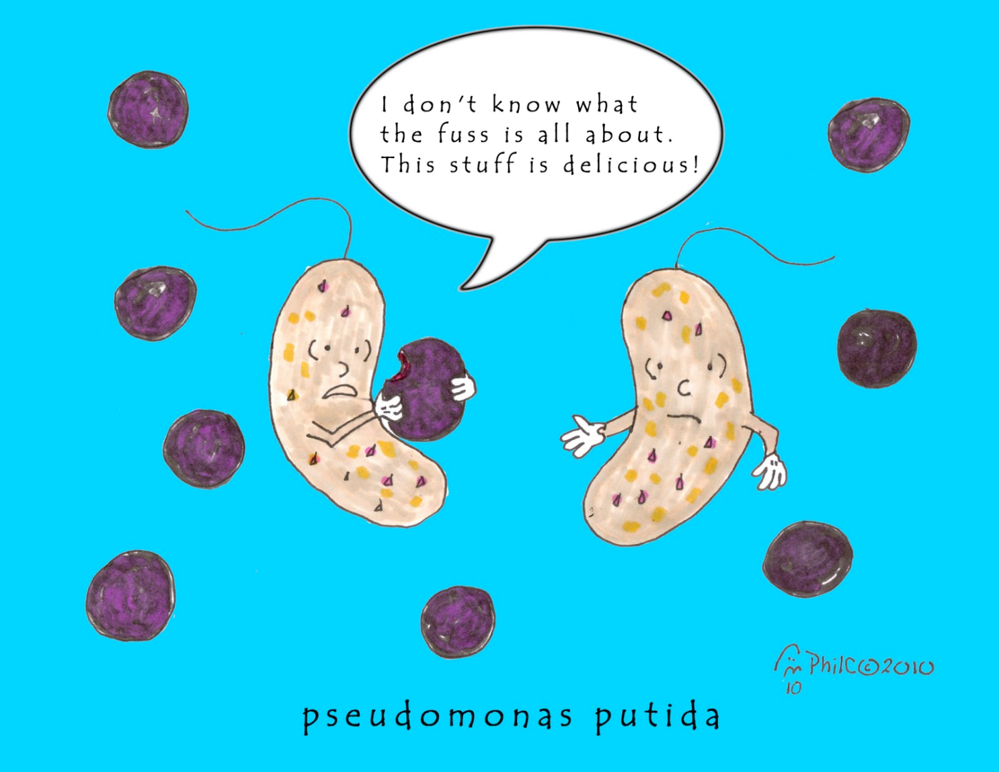 I don't know what
the fuss is all about.
This stuff is delicious!
PhilC©2010
10
pseudomonas putida